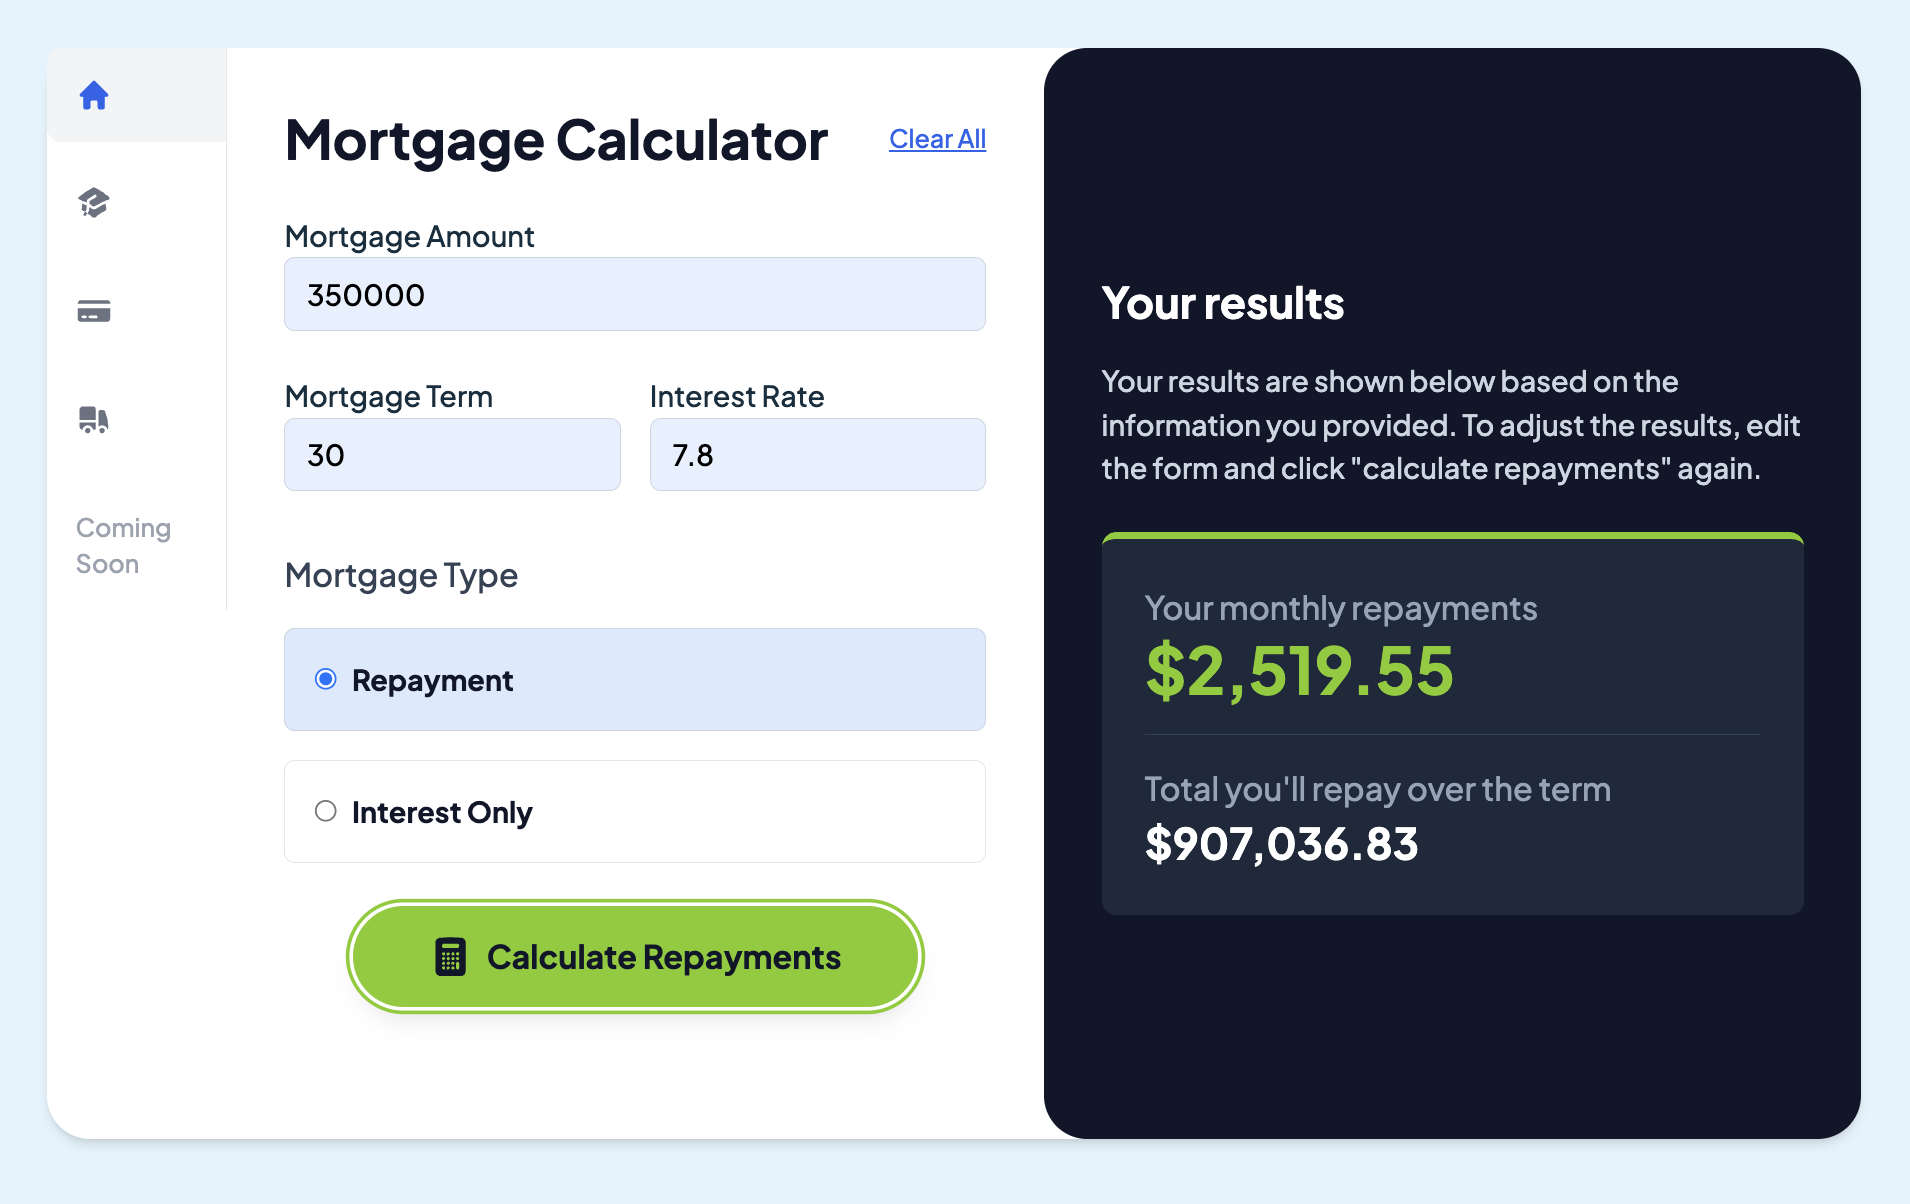 Mortgage Calculator
Clear All
Mortgage Amount
350000
Mortgage Term
Interest Rate
30
7.8
Mortgage Type
Repayment
Interest Only
Calculate Repayments
Coming
Soon
Your results
Your results are shown below based on the
information you provided. To adjust the results, edit
the form and click "calculate repayments" again.
Your monthly repayments
$2,519.55
Total you'll repay over the term
$907,036.83